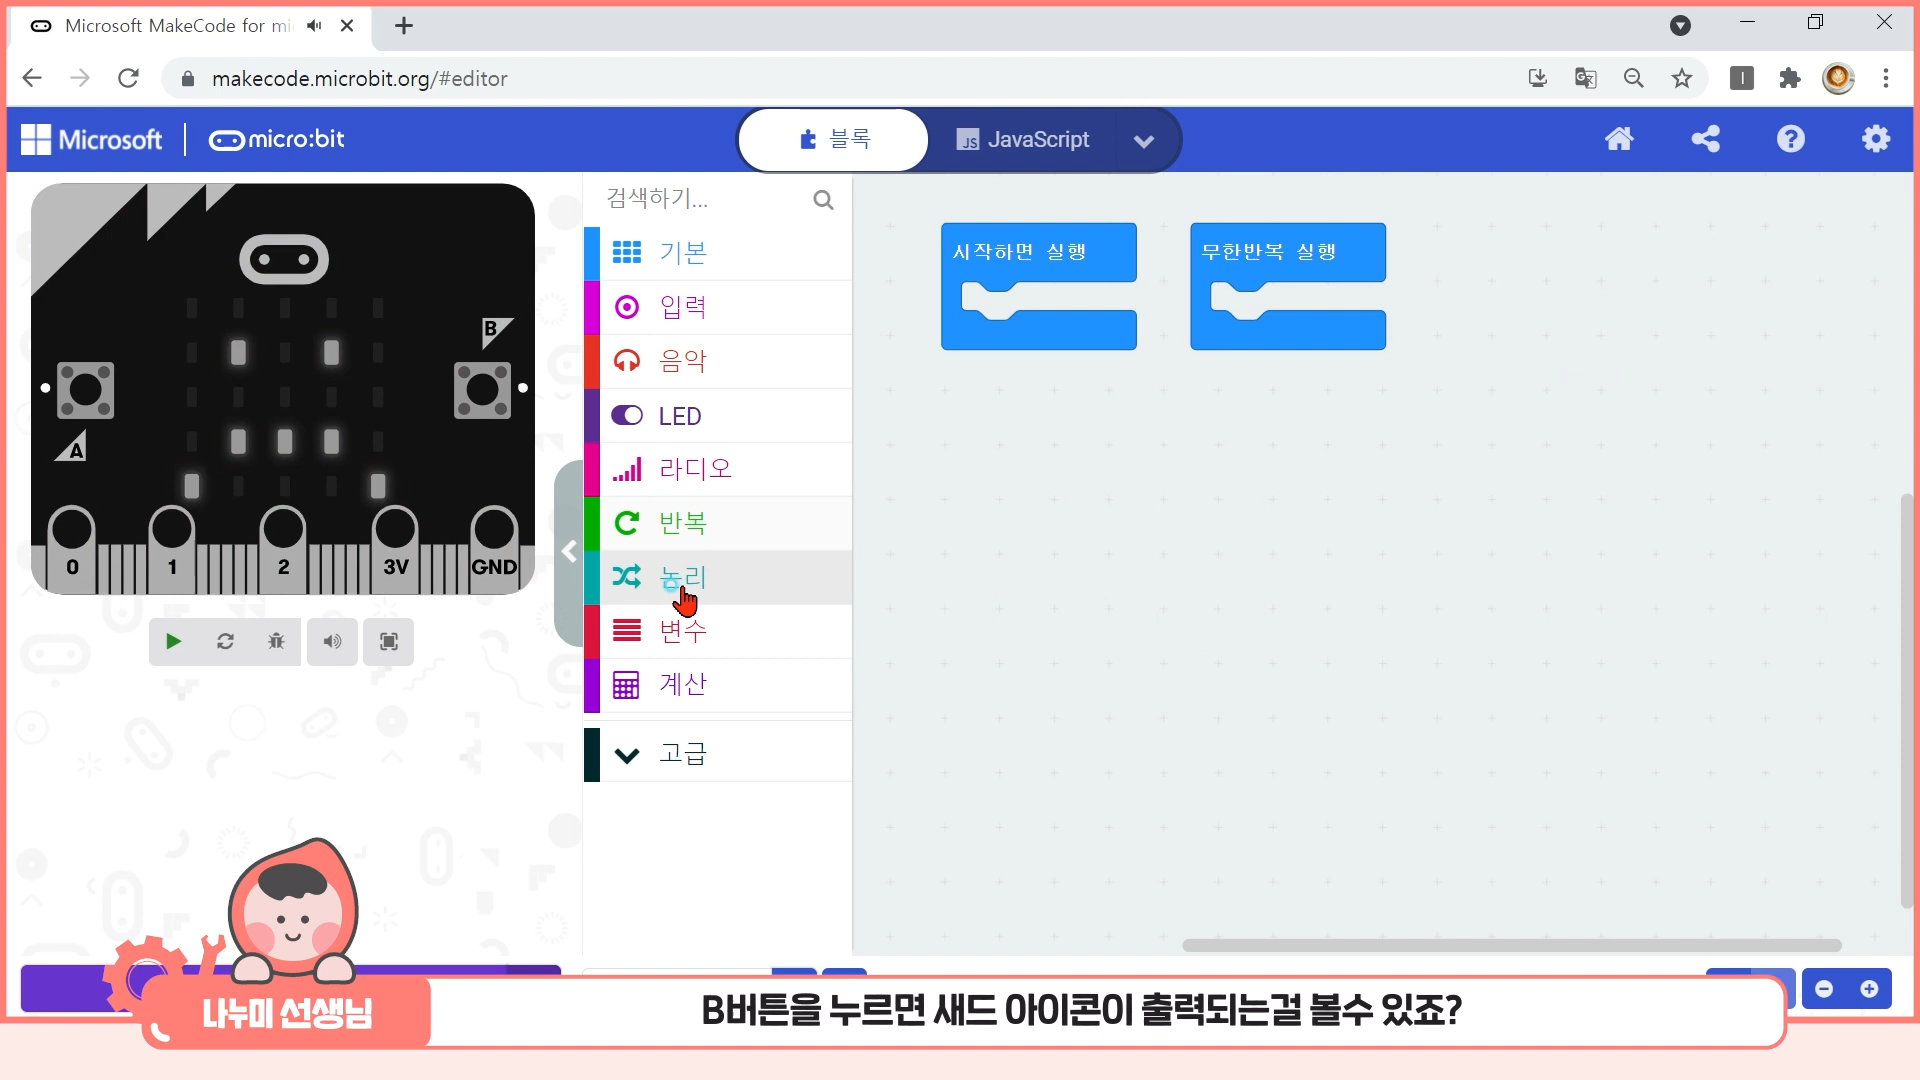 Microsoft MakeCode for mi
makecode.microbit.org/#editor
Microsoft
micro:bit
블록
JS JavaScript
검색하기...
기본
입력
음악
LED
라디오
반복
논리
변수
계산
고급
시작하면 실행
무한반복 실행
B
A
0
1
2
3V
GND
나누미 선생님
B버튼을 누르면 새드 아이콘이 출력되는걸 볼수 있죠?